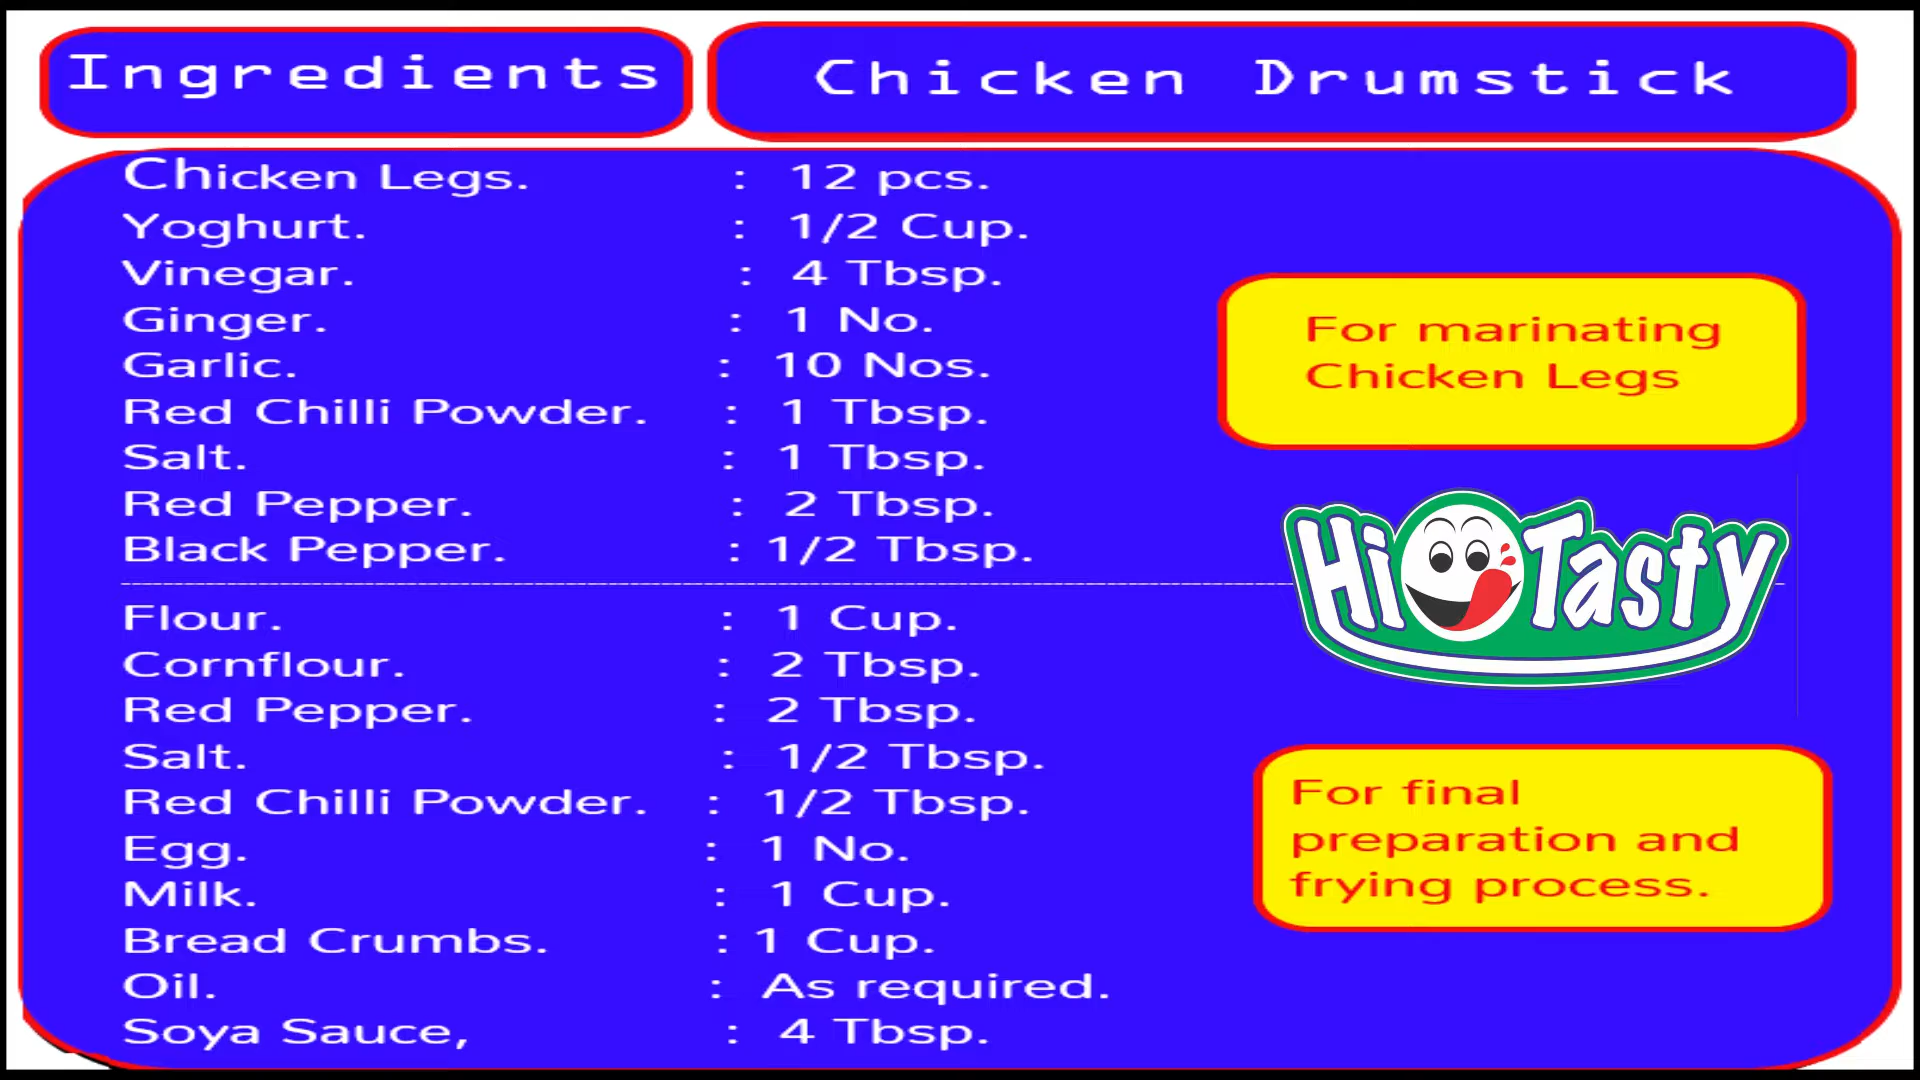 Ingredients
Chicken Drumstick
Chicken Legs. : 12 pcs.
Yoghurt. : 1/2 Cup.
Vinegar. : 4 Tbsp.
Ginger. : 1 No.
Garlic. : 10 Nos.
Red Chilli Powder. : 1 Tbsp.
Salt. : 1 Tbsp.
Red Pepper. : 2 Tbsp.
Black Pepper. : 1/2 Tbsp.
For marinating
Chicken Legs
Hi Tasty
Flour. : 1 Cup.
Cornflour. : 2 Tbsp.
Red Pepper. : 2 Tbsp.
Salt. : 1/2 Tbsp.
Red Chilli Powder. : 1/2 Tbsp.
Egg. : 1 No.
Milk. : 1 Cup.
Bread Crumbs. : 1 Cup.
Oil. : As required.
Soya Sauce, : 4 Tbsp.
For final
preparation and
frying process.